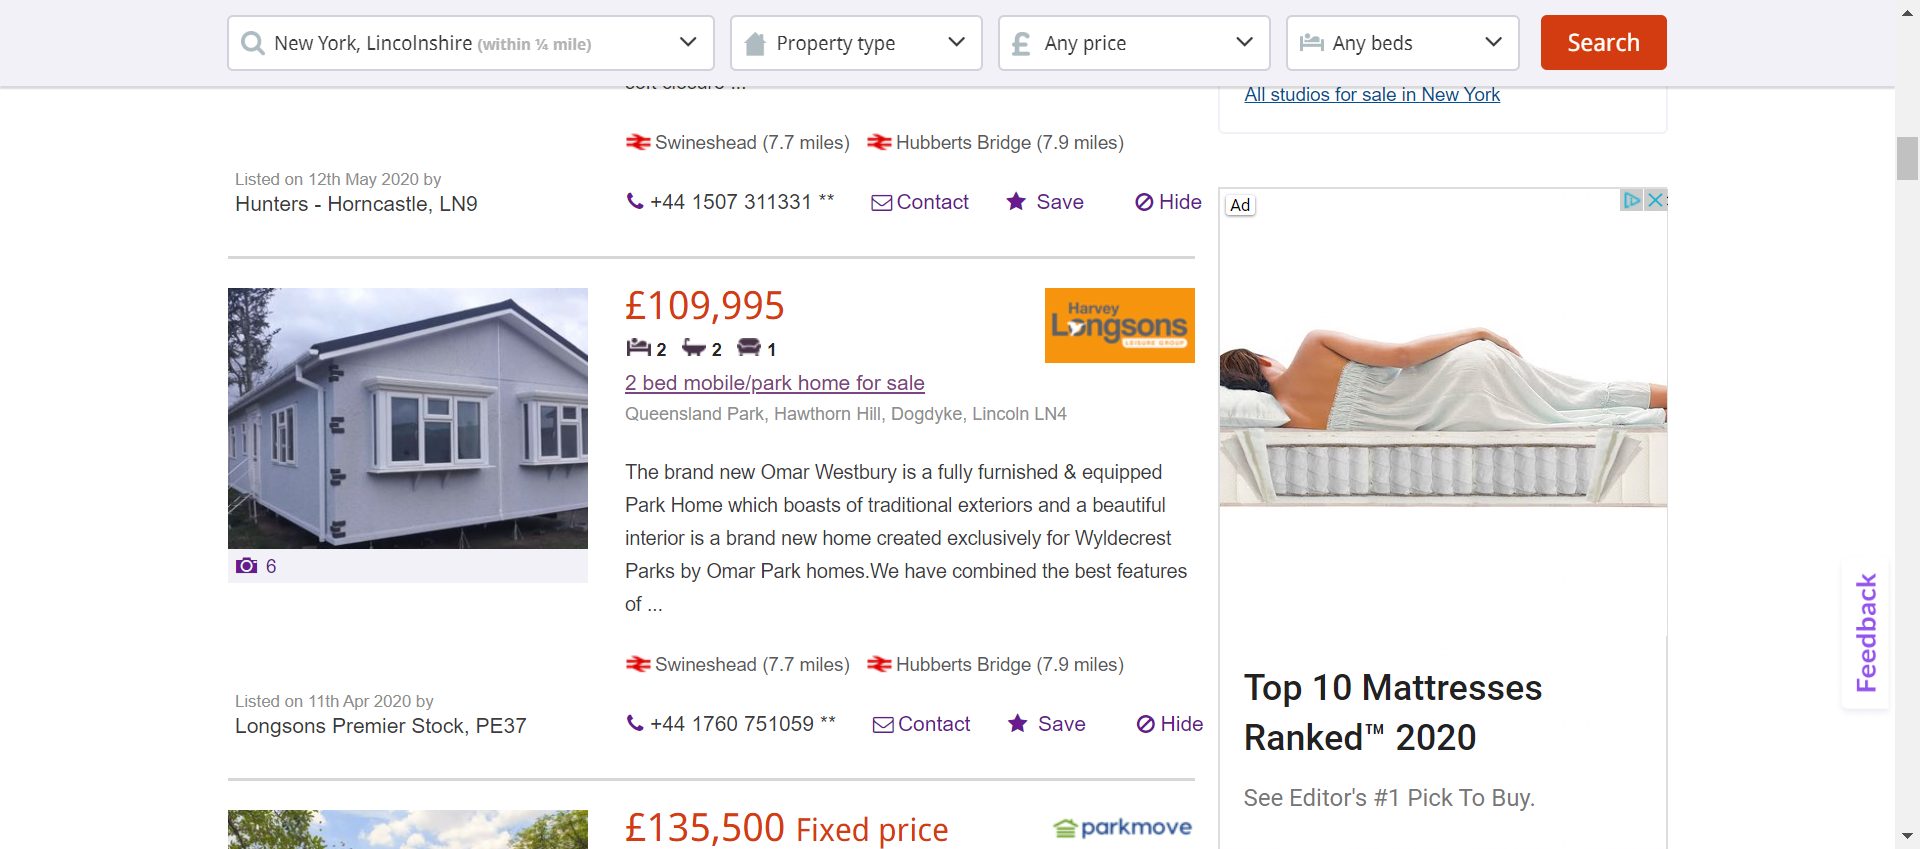 New York, Lincolnshire (within ¼ mile)
Property type
Any price
Any beds
Search
All studios for sale in New York
Swineshead (7.7 miles) Hubberts Bridge (7.9 miles)
Listed on 12th May 2020 by
Hunters - Horncastle, LN9
+44 1507 311331 ** Contact Save Hide
Ad
£109,995
Harvey
Longsons
LEISURE GROUP
2 2 1
2 bed mobile/park home for sale
Queensland Park, Hawthorn Hill, Dogdyke, Lincoln LN4
The brand new Omar Westbury is a fully furnished & equipped
Park Home which boasts of traditional exteriors and a beautiful
interior is a brand new home created exclusively for Wyldecrest
Parks by Omar Park homes.We have combined the best features
of ...
6
Swineshead (7.7 miles) Hubberts Bridge (7.9 miles)
Listed on 11th Apr 2020 by
Longsons Premier Stock, PE37
+44 1760 751059 ** Contact Save Hide
Feedback
Top 10 Mattresses
Ranked™ 2020
See Editor's #1 Pick To Buy.
£135,500 Fixed price
parkmove